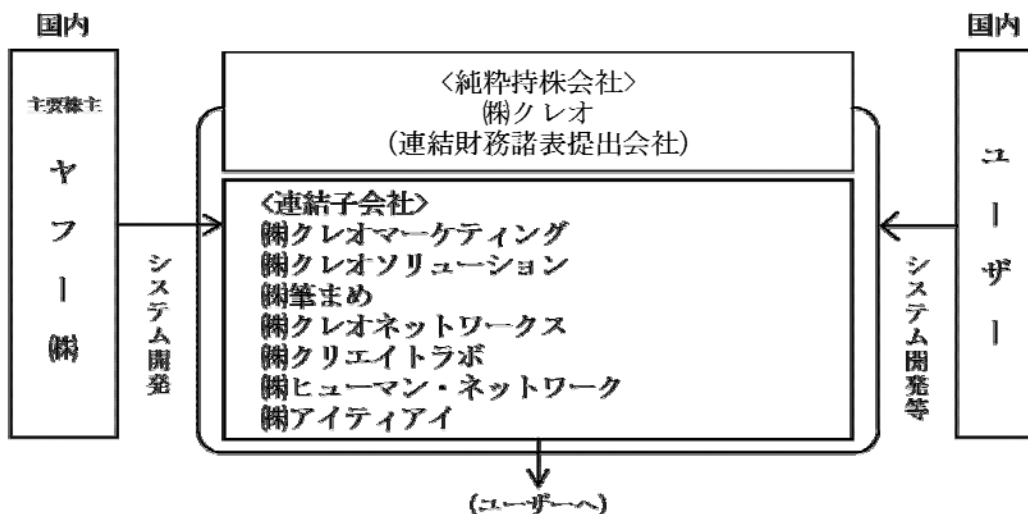 国内
主要株主
ヤフー㈱
システム開発
<純粋持株会社>
㈱クレオ
(連結財務諸表提出会社)
<連結子会社>
㈱クレオマーケティング
㈱クレオソリューション
㈱筆まめ
㈱クレオネットワークス
㈱クリエイトラボ
㈱ヒューマン・ネットワーク
㈱アイティアイ
(ユーザーへ)
システム開発等
国内
ユーザー